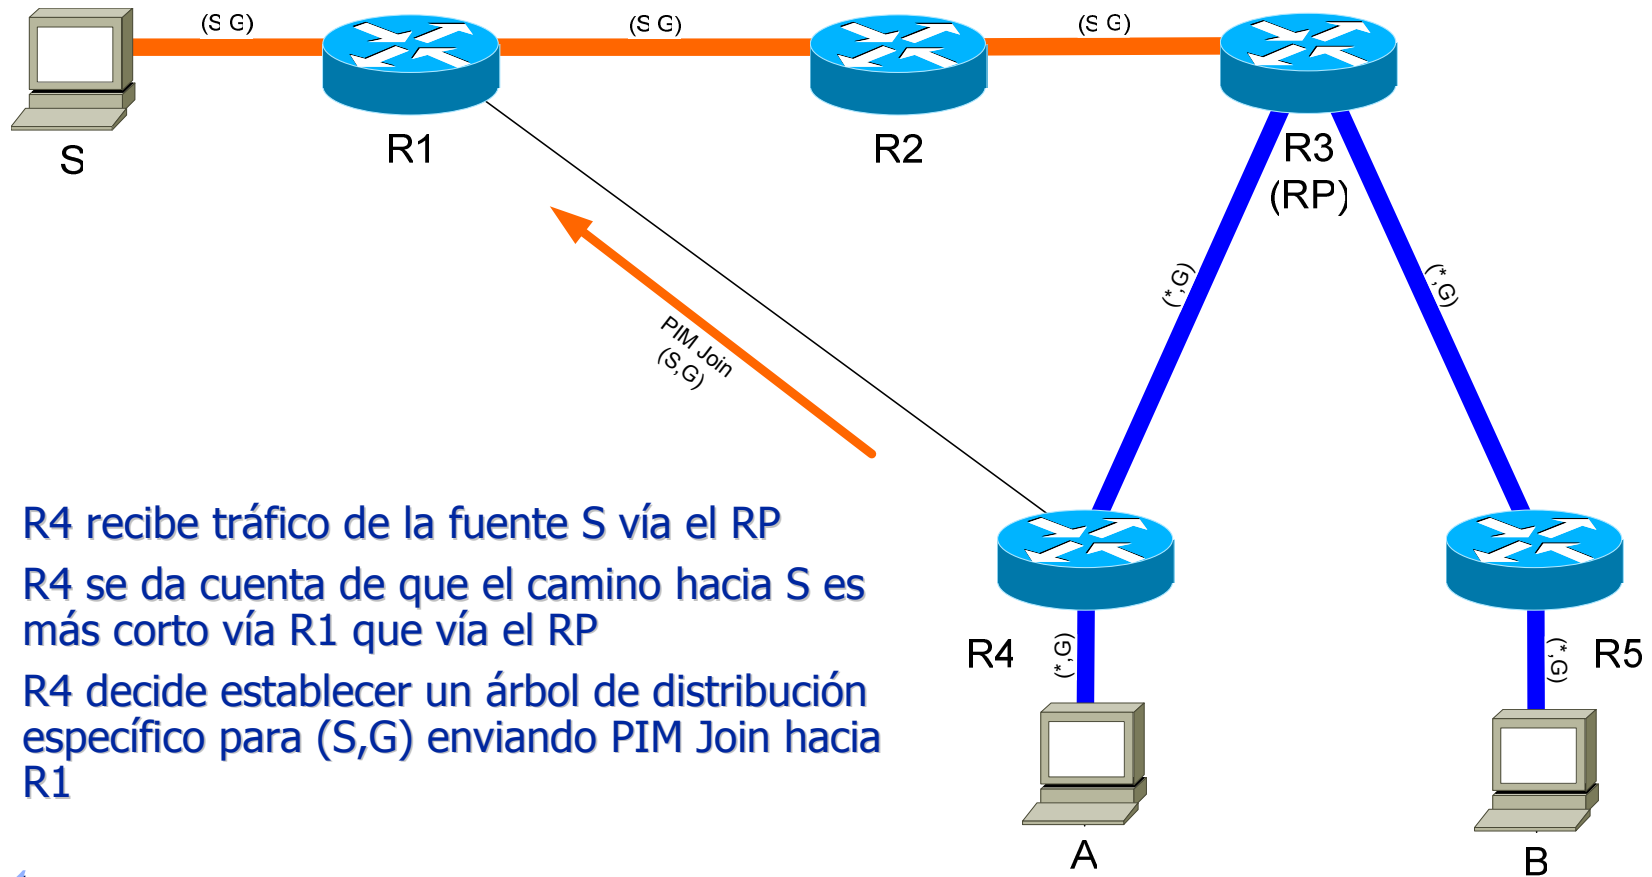 (S G)
(S G)
(S G)
S
R1
R2
R3
(RP)
(*,G)
(*,G)
PIM Join
(S,G)
R4 recibe tráfico de la fuente S vía el RP
R4 se da cuenta de que el camino hacia S es
más corto vía R1 que vía el RP
R4 decide establecer un árbol de distribución
específico para (S,G) enviando PIM Join hacia
R1
R4
(*,G)
(*,G)
R5
A
B